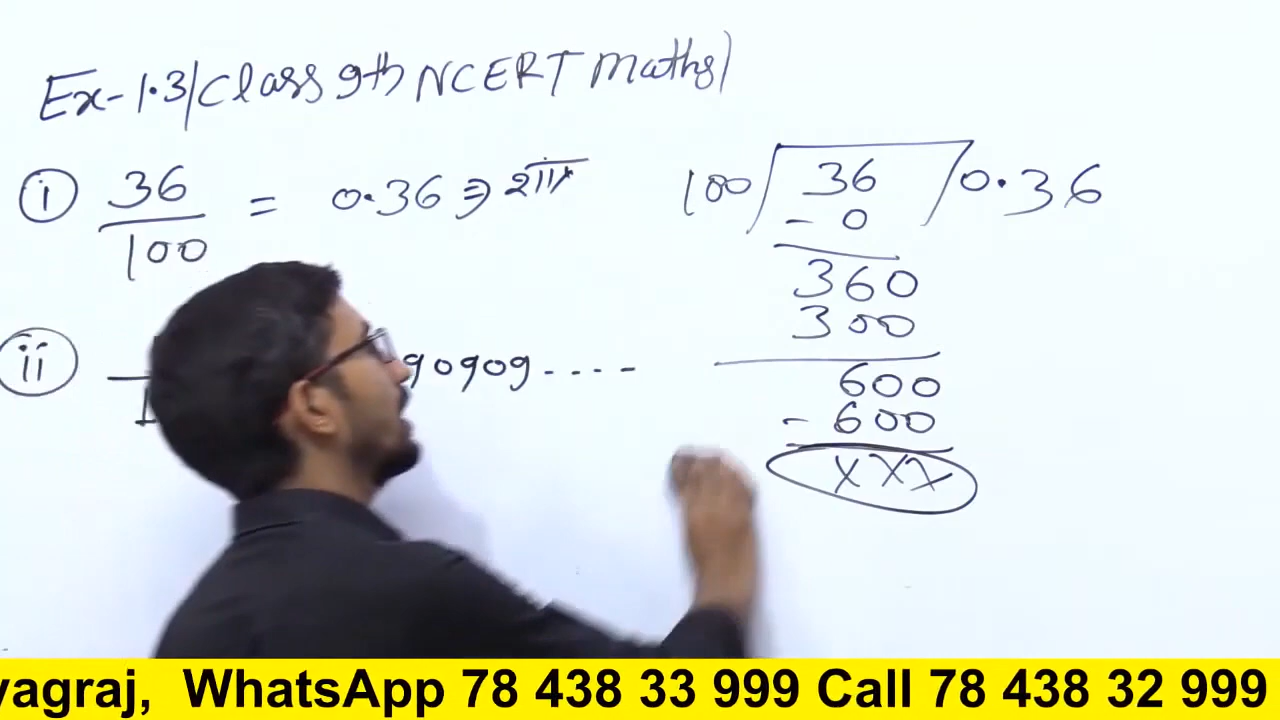 Ex-1.3/Class 9th NCERT Maths)
i 36/100 = 0.36 ⇒
100 36 0.36
- 0
360
300
600
- 600
×××
ii 1 90909....
yagraj, WhatsApp 78 438 33 999 Call 78 438 32 999